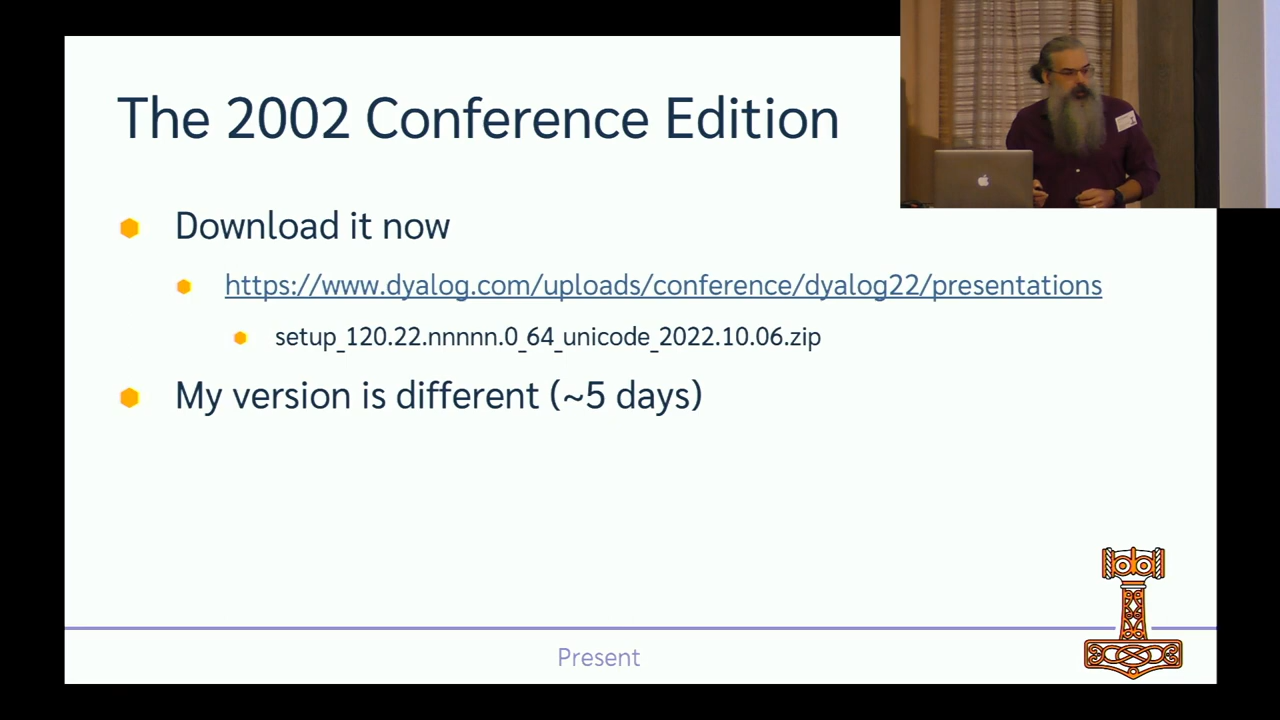 The 2002 Conference Edition
Download it now
https://www.dyalog.com/uploads/conference/dyalog22/presentations
setup_120.22.nnnnn.0_64_unicode_2022.10.06.zip
My version is different (~5 days)
Present